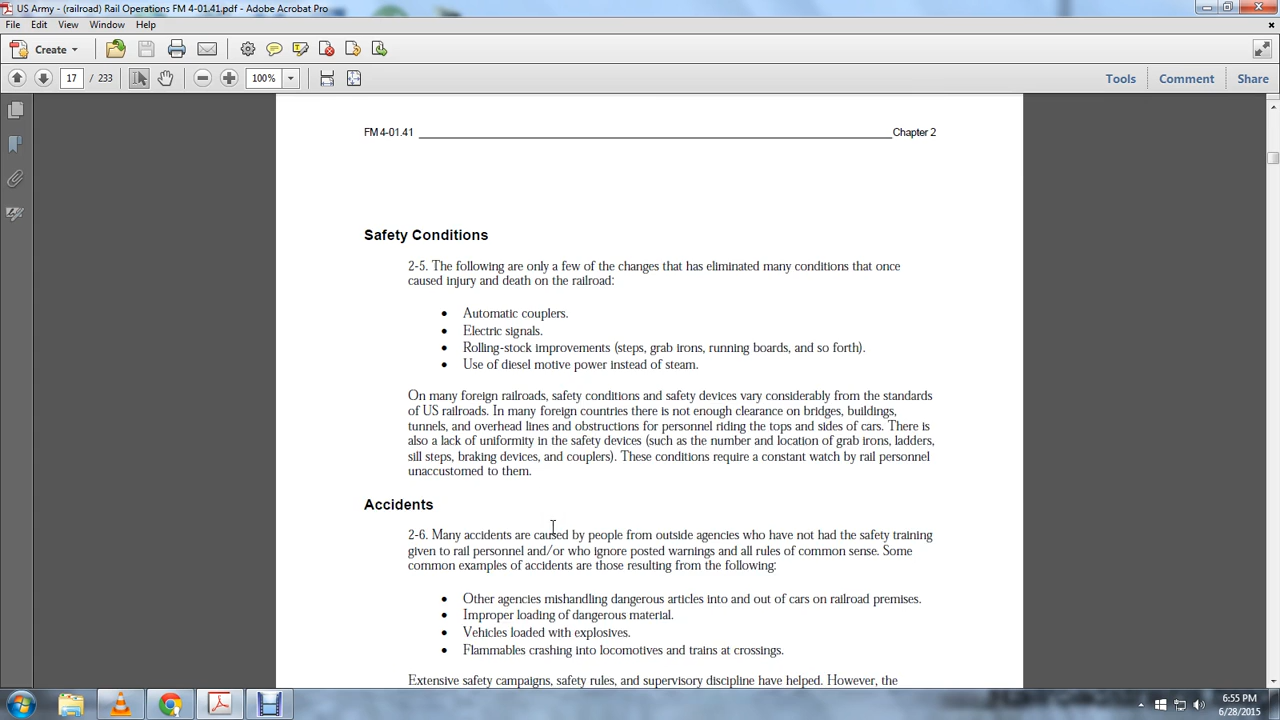 US Army - (railroad) Rail Operations FM 4-01.41.pdf - Adobe Acrobat Pro
File Edit View Window Help
Create
17 / 233 100% Tools Comment Share
FM 4-01.41 Chapter 2
Safety Conditions
2-5. The following are only a few of the changes that has eliminated many conditions that once
caused injury and death on the railroad:
• Automatic couplers.
• Electric signals.
• Rolling-stock improvements (steps, grab irons, running boards, and so forth).
• Use of diesel motive power instead of steam.
On many foreign railroads, safety conditions and safety devices vary considerably from the standards
of US railroads. In many foreign countries there is not enough clearance on bridges, buildings,
tunnels, and overhead lines and obstructions for personnel riding the tops and sides of cars. There is
also a lack of uniformity in the safety devices (such as the number and location of grab irons, ladders,
sill steps, braking devices, and couplers). These conditions require a constant watch by rail personnel
unaccustomed to them.
Accidents
2-6. Many accidents are caused by people from outside agencies who have not had the safety training
given to rail personnel and/or who ignore posted warnings and all rules of common sense. Some
common examples of accidents are those resulting from the following:
• Other agencies mishandling dangerous articles into and out of cars on railroad premises.
• Improper loading of dangerous material.
• Vehicles loaded with explosives.
• Flammables crashing into locomotives and trains at crossings.
Extensive safety campaigns, safety rules, and supervisory discipline have helped. However, the
6:55 PM
6/28/2015